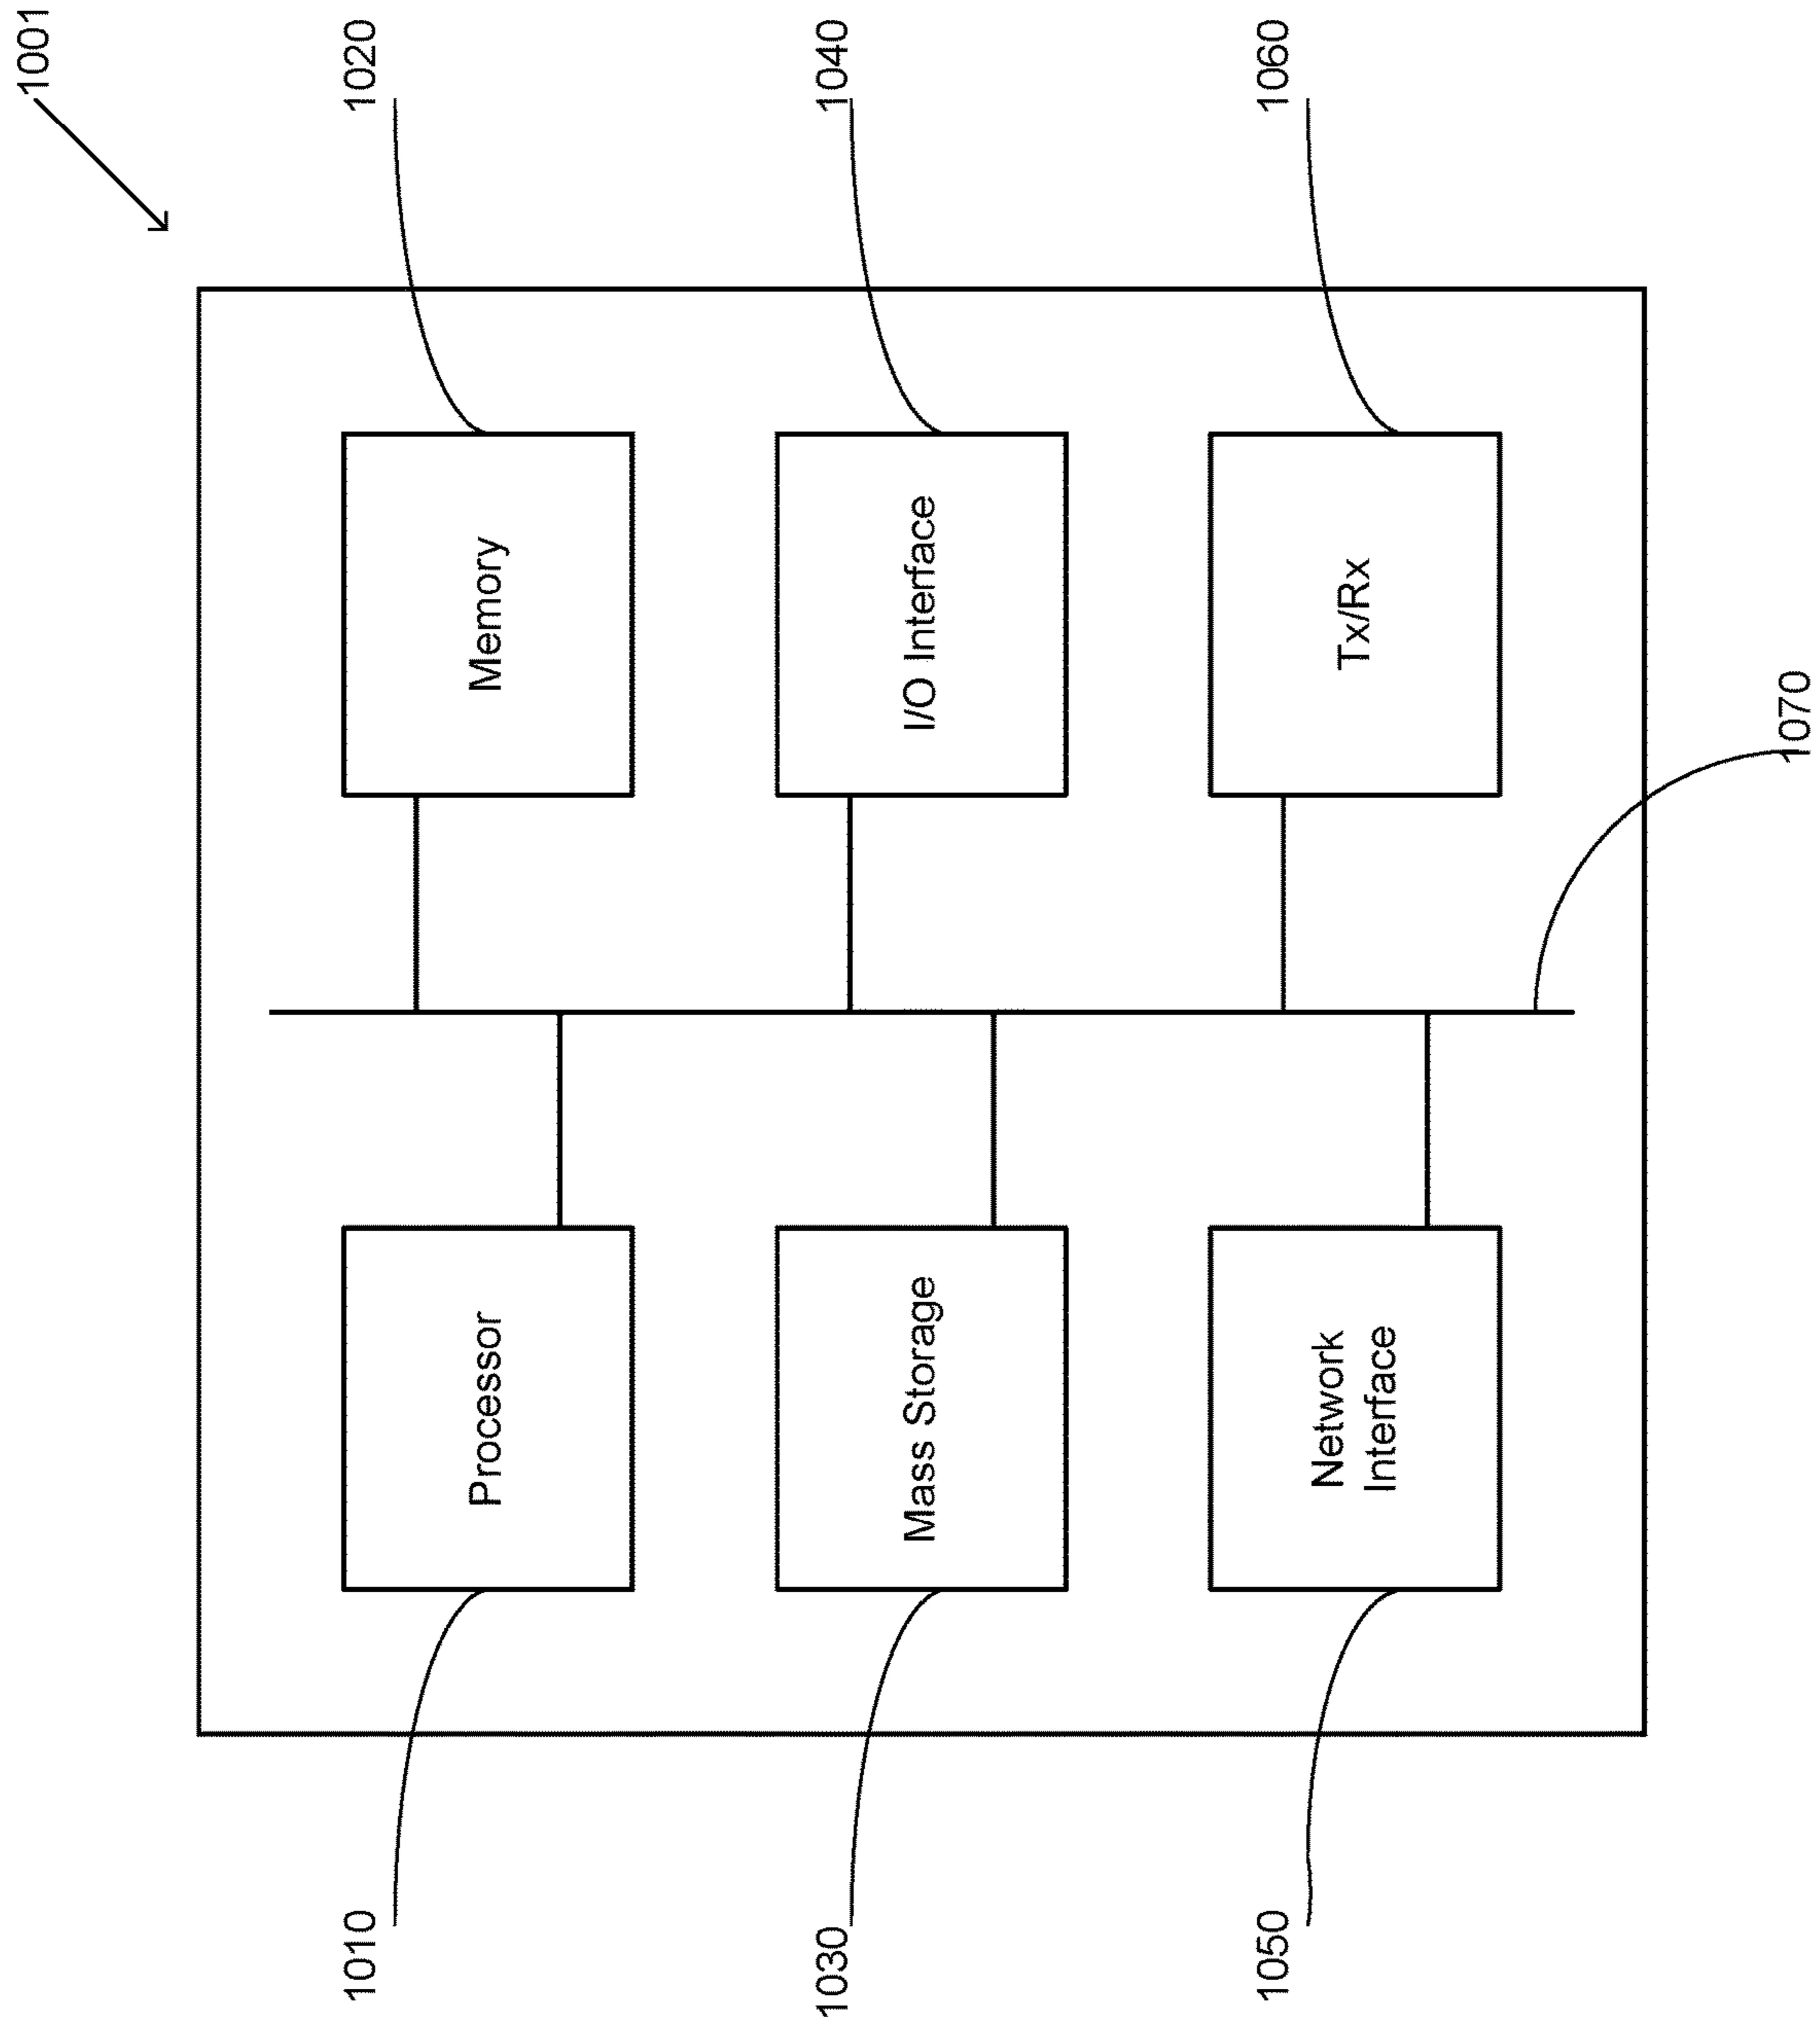 1001
1010
Processor
Memory
1020
1030
Mass Storage
I/O Interface
1040
1050
Network
Interface
Tx/Rx
1060
1070